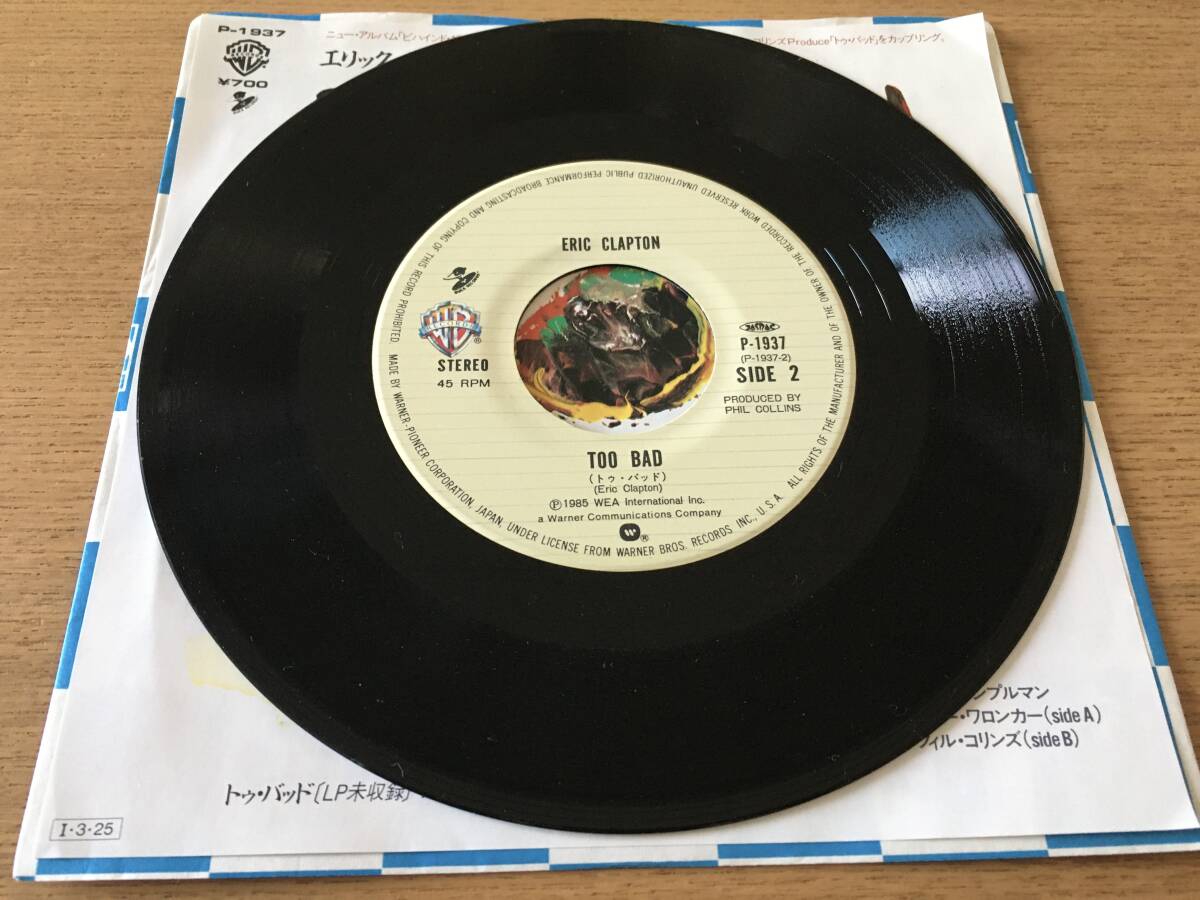 P-1937
¥700
ニュー・アルバム「ビハインド・
リンズProduce「トゥ・バッド」をカップリング。
エリック
ERIC CLAPTON
RECORDS
STEREO
45 RPM
P-1937
(P-1937-2)
SIDE 2
PRODUCED BY
PHIL COLLINS
TOO BAD
(トゥ・バッド)
(Eric Clapton)
Ⓟ1985 WEA International Inc.
a Warner Communications Company
®
MADE BY WARNER-PIONEER CORPORATION, JAPAN, UNDER LICENSE FROM WARNER BROS. RECORDS INC., U.S.A. ALL RIGHTS OF THE MANUFACTURER AND OF THE OWNER OF THE RECORDED WORK RESERVED UNAUTHORIZED PUBLIC PERFORMANCE BROADCASTING AND COPYING OF THIS RECORD PROHIBITED.
ンプルマン
ー・ワロンカー(side A)
フィル・コリンズ(side B)
トゥ・バッド〔LP未収録〕
I・3・25